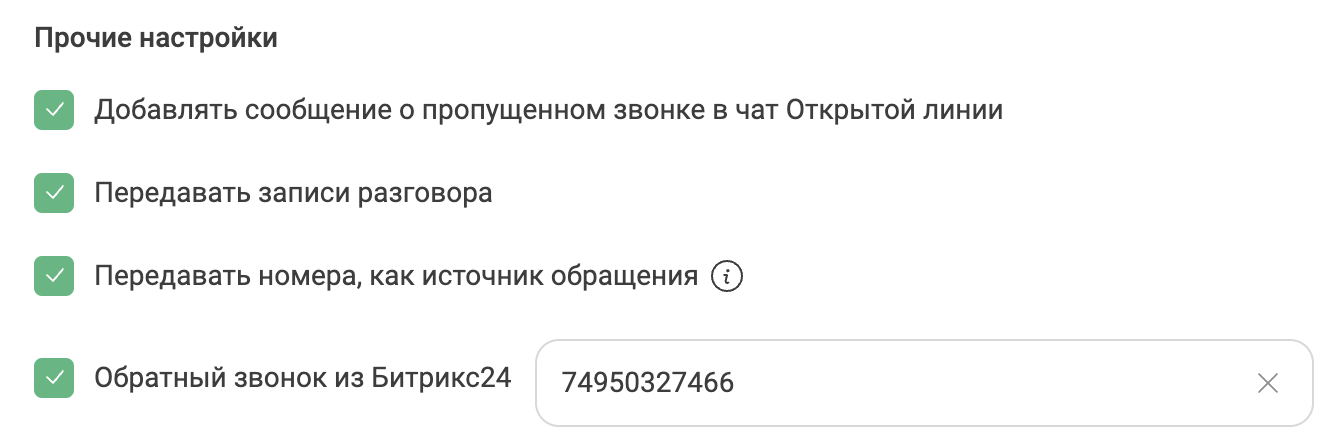 Прочие настройки
Добавлять сообщение о пропущенном звонке в чат Открытой линии
Передавать записи разговора
Передавать номера, как источник обращения i
Обратный звонок из Битрикс24 74950327466